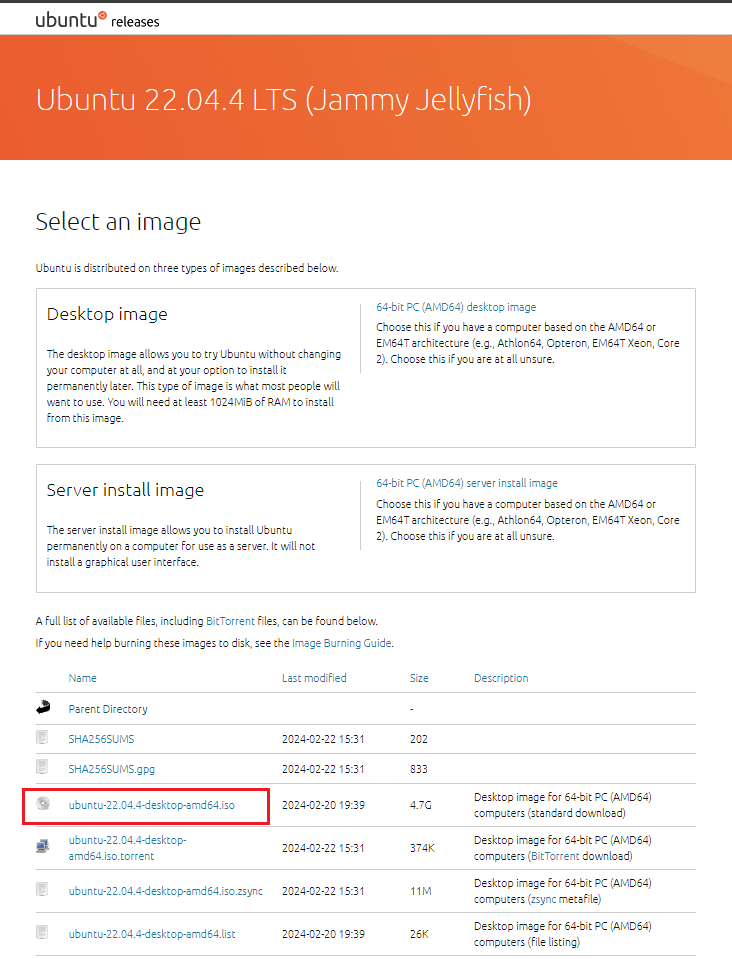 ubuntu releases
Ubuntu 22.04.4 LTS (Jammy Jellyfish)
Select an image
Ubuntu is distributed on three types of images described below.
Desktop image
The desktop image allows you to try Ubuntu without changing
your computer at all, and at your option to install it
permanently later. This type of image is what most people will
want to use. You will need at least 1024MiB of RAM to install
from this image.
64-bit PC (AMD64) desktop image
Choose this if you have a computer based on the AMD64 or
EM64T architecture (e.g., Athlon64, Opteron, EM64T Xeon, Core
2). Choose this if you are at all unsure.
Server install image
The server install image allows you to install Ubuntu
permanently on a computer for use as a server. It will not
install a graphical user interface.
64-bit PC (AMD64) server install image
Choose this if you have a computer based on the AMD64 or
EM64T architecture (e.g., Athlon64, Opteron, EM64T Xeon, Core
2). Choose this if you are at all unsure.
A full list of available files, including BitTorrent files, can be found below.
If you need help burning these images to disk, see the Image Burning Guide.
Name Last modified Size Description
Parent Directory -
SHA256SUMS 2024-02-22 15:31 202
SHA256SUMS.gpg 2024-02-22 15:31 833
ubuntu-22.04.4-desktop-amd64.iso 2024-02-20 19:39 4.7G Desktop image for 64-bit PC (AMD64)
computers (standard download)
ubuntu-22.04.4-desktop-
amd64.iso.torrent 2024-02-22 15:31 374K Desktop image for 64-bit PC (AMD64)
computers (BitTorrent download)
ubuntu-22.04.4-desktop-amd64.iso.zsync 2024-02-22 15:31 11M Desktop image for 64-bit PC (AMD64)
computers (zsync metafile)
ubuntu-22.04.4-desktop-amd64.list 2024-02-20 19:39 26K Desktop image for 64-bit PC (AMD64)
computers (file listing)